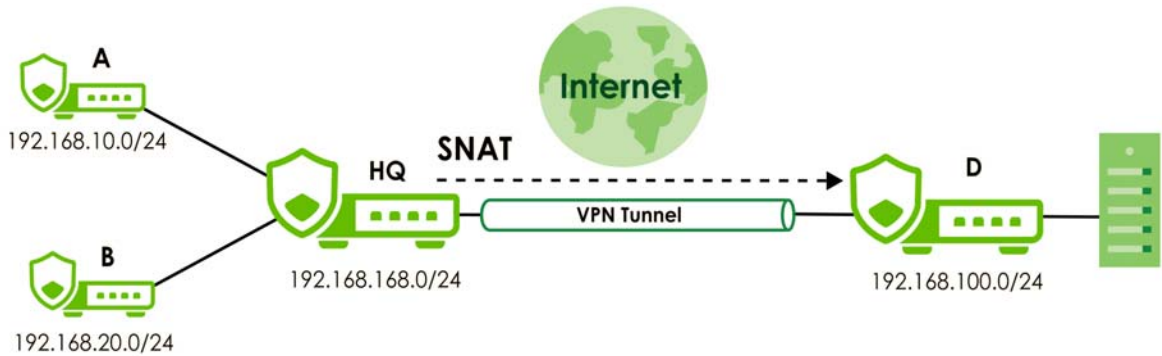 A
192.168.10.0/24
B
192.168.20.0/24
HQ
192.168.168.0/24
SNAT
Internet
VPN Tunnel
D
192.168.100.0/24